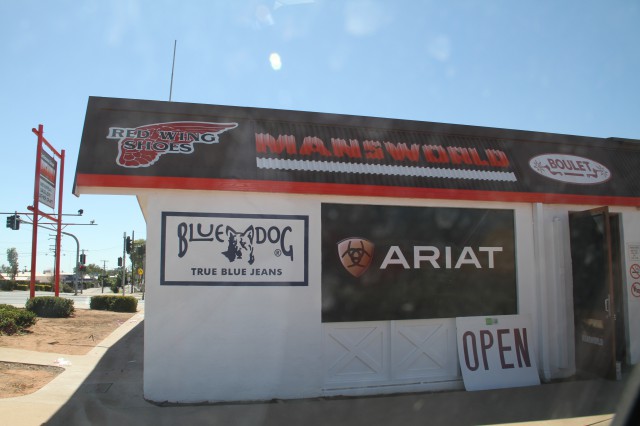 RED WING
SHOES
MANSWORLD
BOULET
BLUE DOG
®
TRUE BLUE JEANS
ARIAT
OPEN